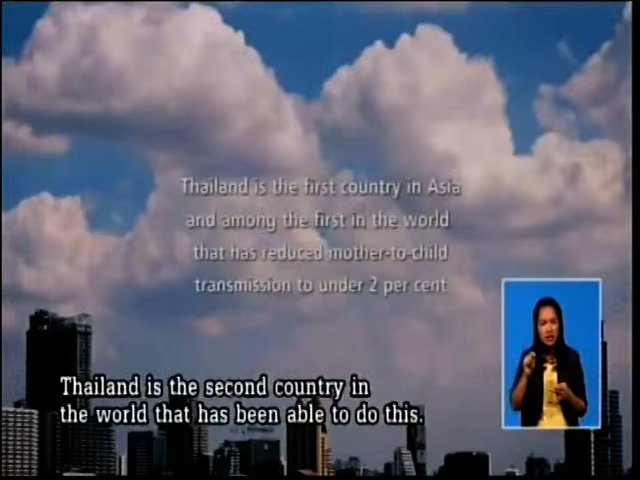 Thailand is the first country in Asia
and among the first in the world
that has reduced mother-to-child
transmission to under 2 per cent
Thailand is the second country in
the world that has been able to do this.